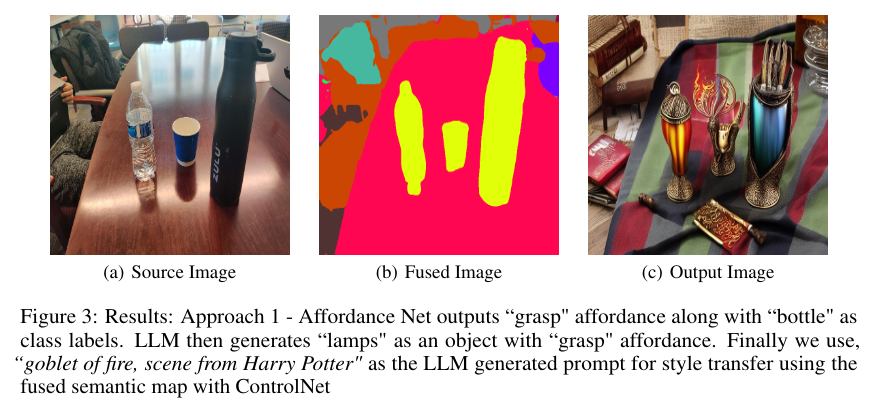 ZULU
(a) Source Image
(b) Fused Image
(c) Output Image
Figure 3: Results: Approach 1 - Affordance Net outputs “grasp" affordance along with “bottle" as
class labels. LLM then generates “lamps" as an object with “grasp" affordance. Finally we use,
“goblet of fire, scene from Harry Potter" as the LLM generated prompt for style transfer using the
fused semantic map with ControlNet